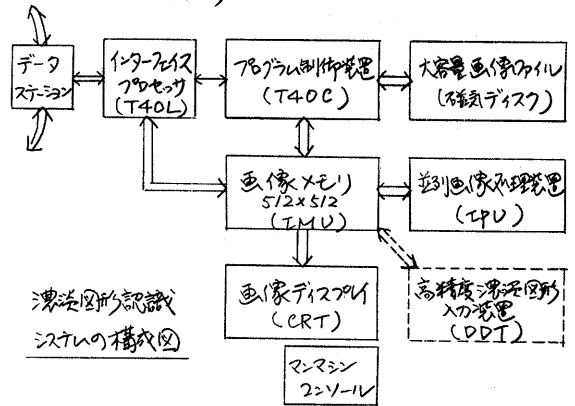 データ
ステーション
インターフェイス
プロセッサ
(T40L)
プログラム制御装置
(T40C)
大容量画像ファイル
(磁気ディスク)
画像メモリ
512×512
(IMU)
並列画像処理装置
(IPU)
画像ディスプレイ
(CRT)
高精度濃淡図形
入力装置
(DDI)
マンマシン
コンソール
濃淡図形認識
システムの構成図